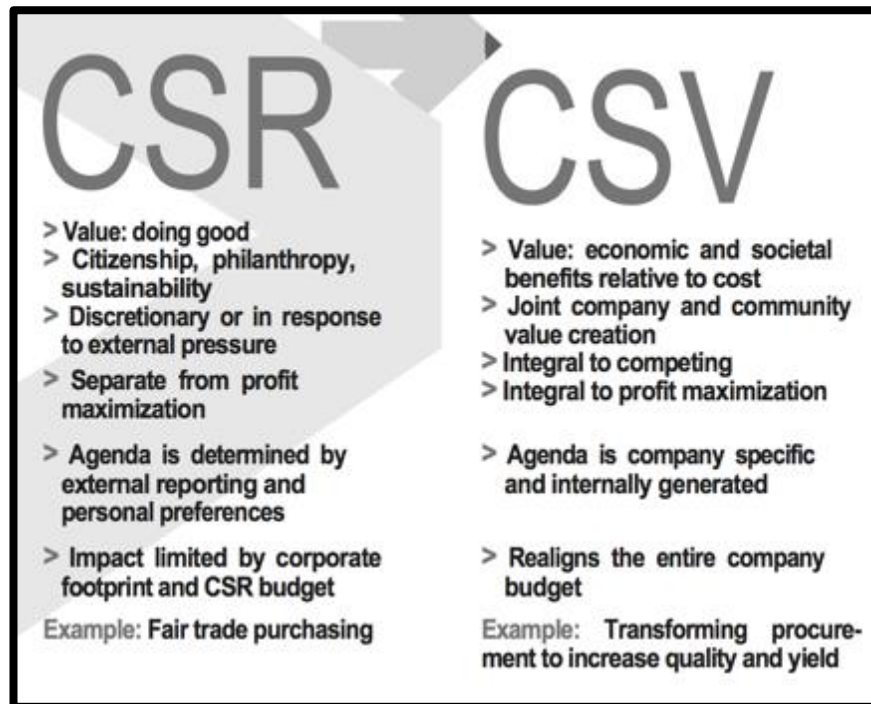 CSR
> Value: doing good
> Citizenship, philanthropy,
sustainability
> Discretionary or in response
to external pressure
> Separate from profit
maximization
> Agenda is determined by
external reporting and
personal preferences
> Impact limited by corporate
footprint and CSR budget
Example: Fair trade purchasing
CSV
> Value: economic and societal
benefits relative to cost
> Joint company and community
value creation
> Integral to competing
> Integral to profit maximization
> Agenda is company specific
and internally generated
> Realigns the entire company
budget
Example: Transforming procure-
ment to increase quality and yield